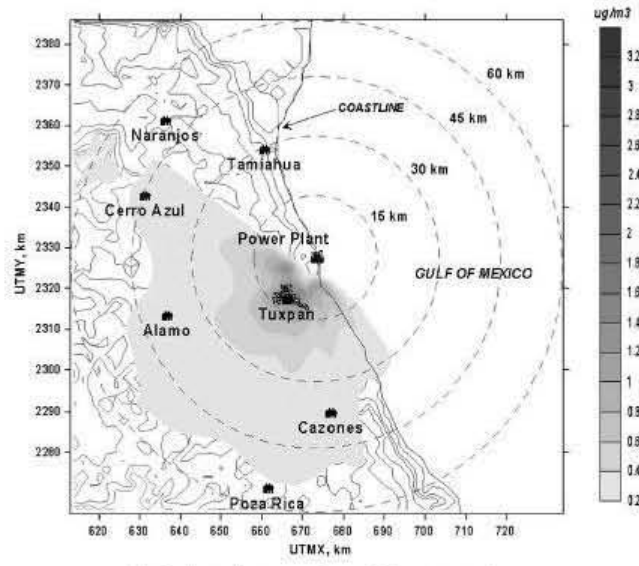 ug/m3
2380
2370
2360
2350
2340
2330
2320
2310
2300
2290
2280
UTMY, km
60 km
COASTLINE
45 km
Naranjos
Tamiahua
30 km
Cerro Azul
15 km
Power Plant
GULF OF MEXICO
Tuxpan
Alamo
Cazones
Poza Rica
620 630 640 650 660 670 680 690 700 710 720
UTMX, km
3.2
3
2.8
2.6
2.4
2.2
2
1.8
1.6
1.4
1.2
1
0.8
0.6
0.4
0.2